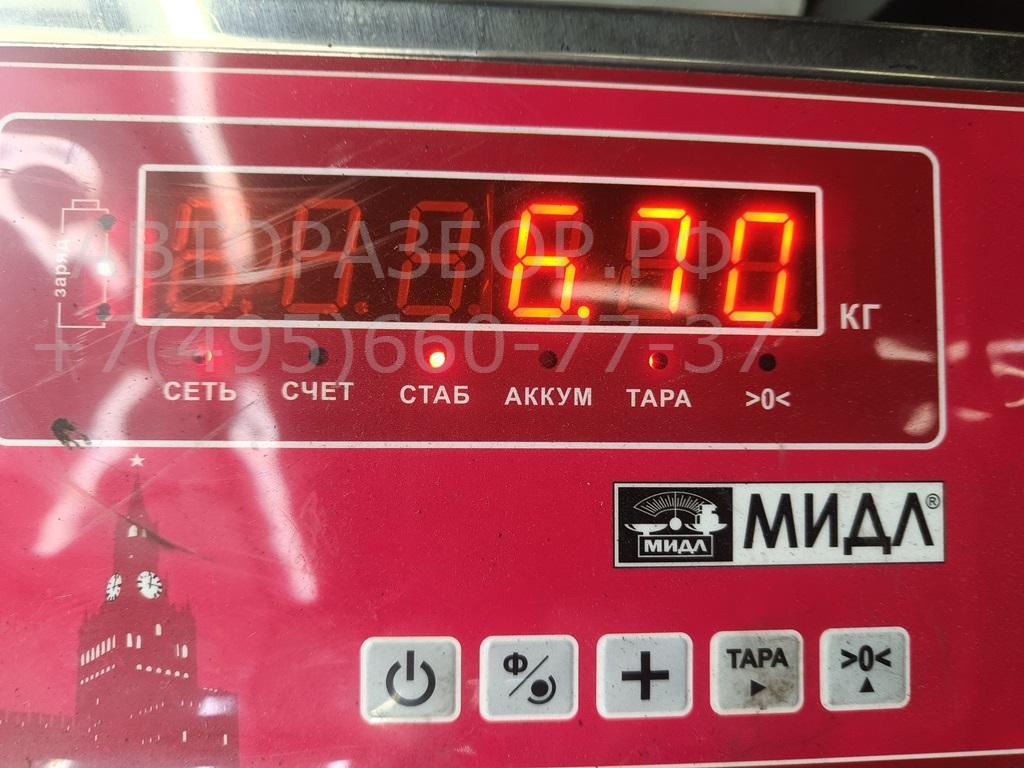 заряд
6.70
КГ
АВТОРАЗБОР.РФ
+7(495)660-77-37
СЕТЬ СЧЕТ СТАБ АККУМ ТАРА >0<
МИДЛ МИДЛ®
Ф/ + ТАРА >0<